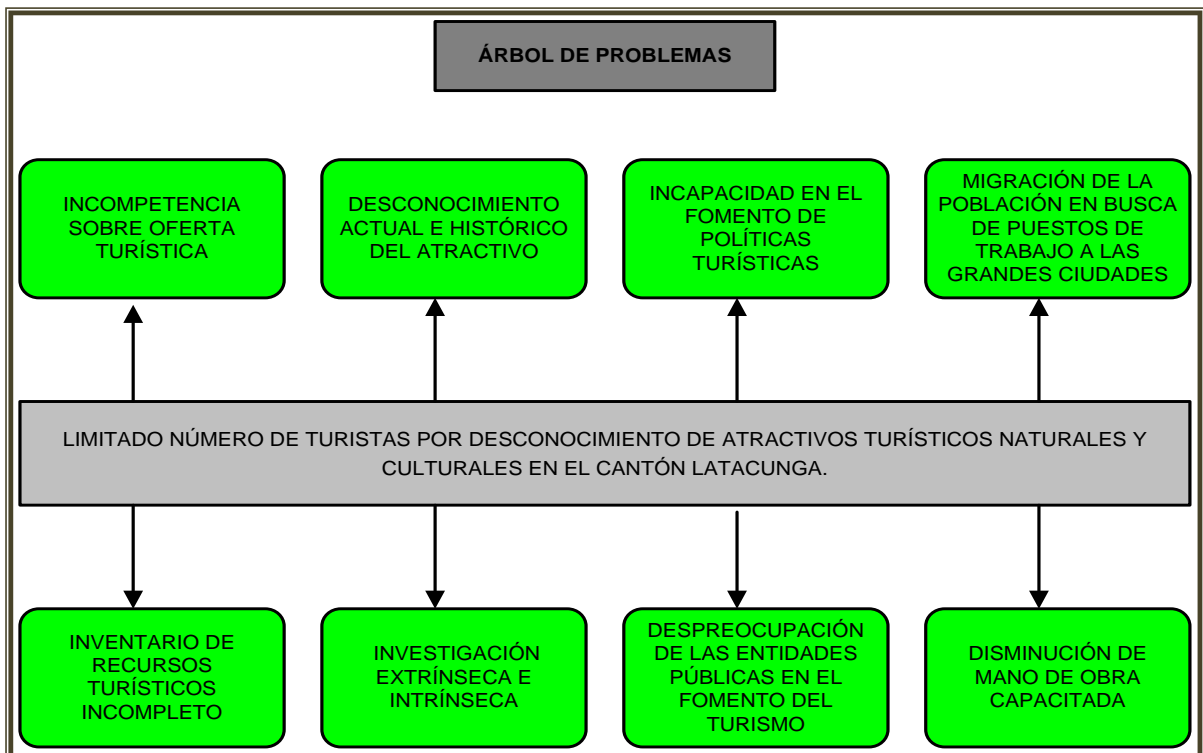 ÁRBOL DE PROBLEMAS
INCOMPETENCIA
SOBRE OFERTA
TURÍSTICA
DESCONOCIMIENTO
ACTUAL E HISTÓRICO
DEL ATRACTIVO
INCAPACIDAD EN EL
FOMENTO DE
POLÍTICAS
TURÍSTICAS
MIGRACIÓN DE LA
POBLACIÓN EN BUSCA
DE PUESTOS DE
TRABAJO A LAS
GRANDES CIUDADES
LIMITADO NÚMERO DE TURISTAS POR DESCONOCIMIENTO DE ATRACTIVOS TURÍSTICOS NATURALES Y
CULTURALES EN EL CANTÓN LATACUNGA.
INVENTARIO DE
RECURSOS
TURÍSTICOS
INCOMPLETO
INVESTIGACIÓN
EXTRÍNSECA E
INTRÍNSECA
DESPREOCUPACIÓN
DE LAS ENTIDADES
PÚBLICAS EN EL
FOMENTO DEL
TURISMO
DISMINUCIÓN DE
MANO DE OBRA
CAPACITADA